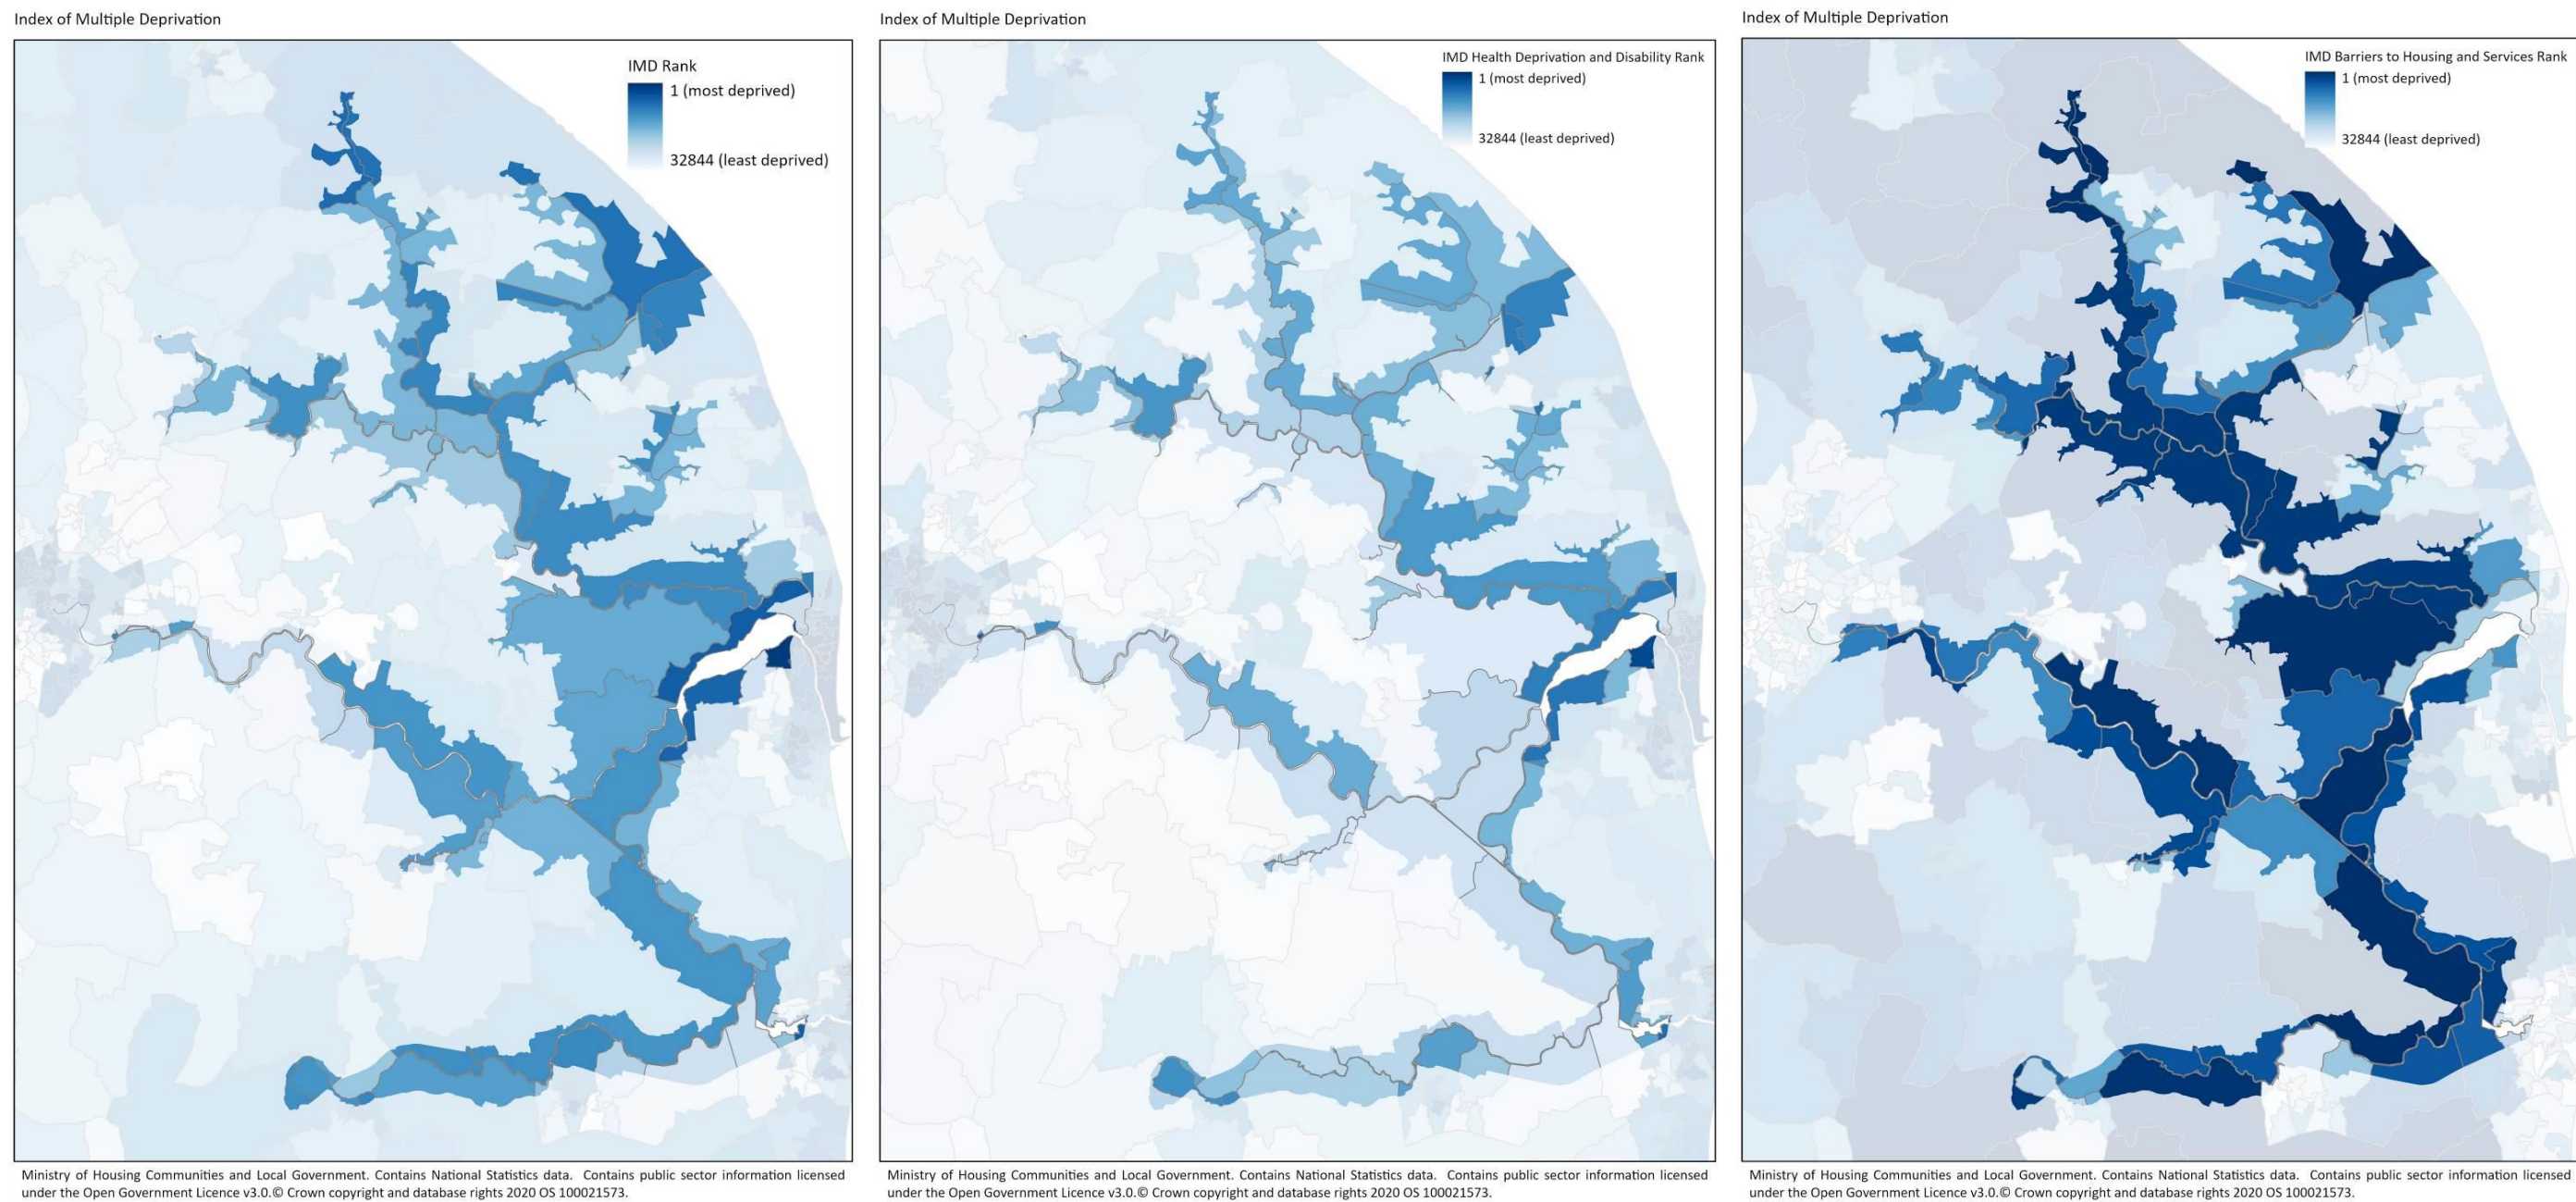 Index of Multiple Deprivation
IMD Rank
1 (most deprived)
32844 (least deprived)
Ministry of Housing Communities and Local Government. Contains National Statistics data. Contains public sector information licensed
under the Open Government Licence v3.0.© Crown copyright and database rights 2020 OS 100021573.
Index of Multiple Deprivation
IMD Health Deprivation and Disability Rank
1 (most deprived)
32844 (least deprived)
Ministry of Housing Communities and Local Government. Contains National Statistics data. Contains public sector information licensed
under the Open Government Licence v3.0.© Crown copyright and database rights 2020 OS 100021573.
Index of Multiple Deprivation
IMD Barriers to Housing and Services Rank
1 (most deprived)
32844 (least deprived)
Ministry of Housing Communities and Local Government. Contains National Statistics data. Contains public sector information licensed
under the Open Government Licence v3.0.© Crown copyright and database rights 2020 OS 100021573.